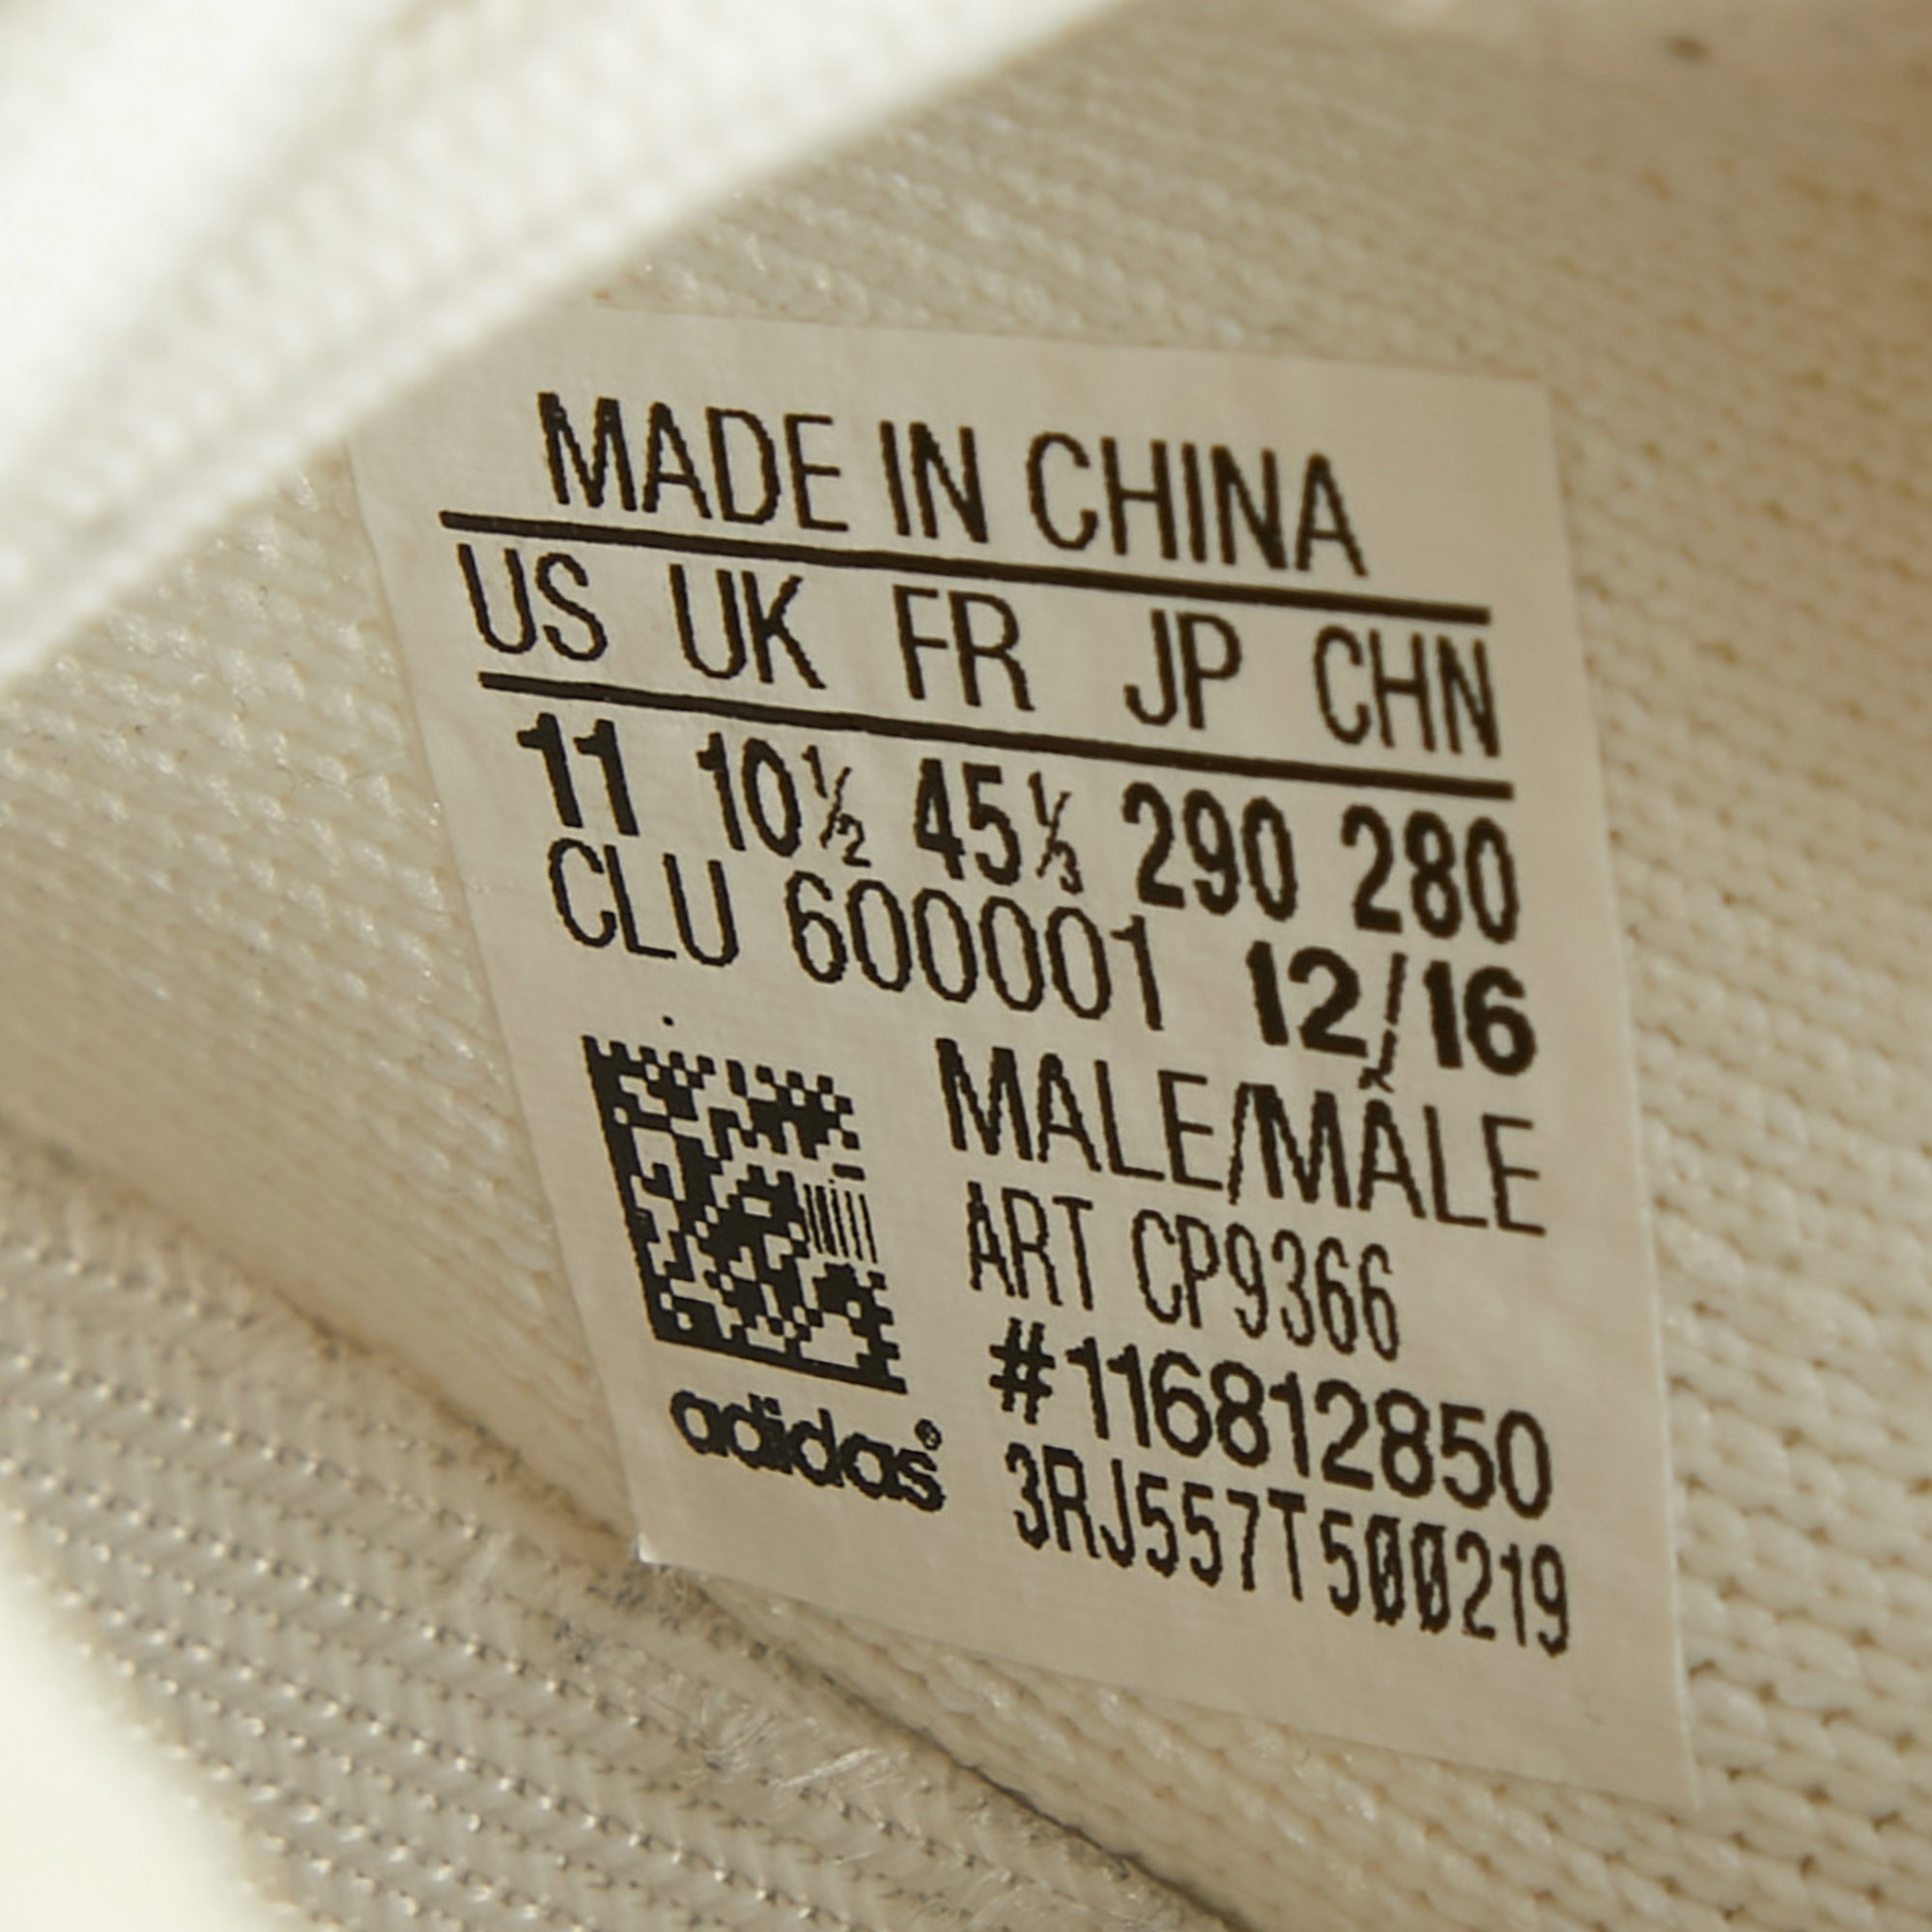 MADE IN CHINA
US UK FR JP CHN
11 10½ 45⅓ 290 280
CLU 600001 12/16
MALE/MÂLE
ART CP9366
#116812850
adidas®
3RJ557T500219